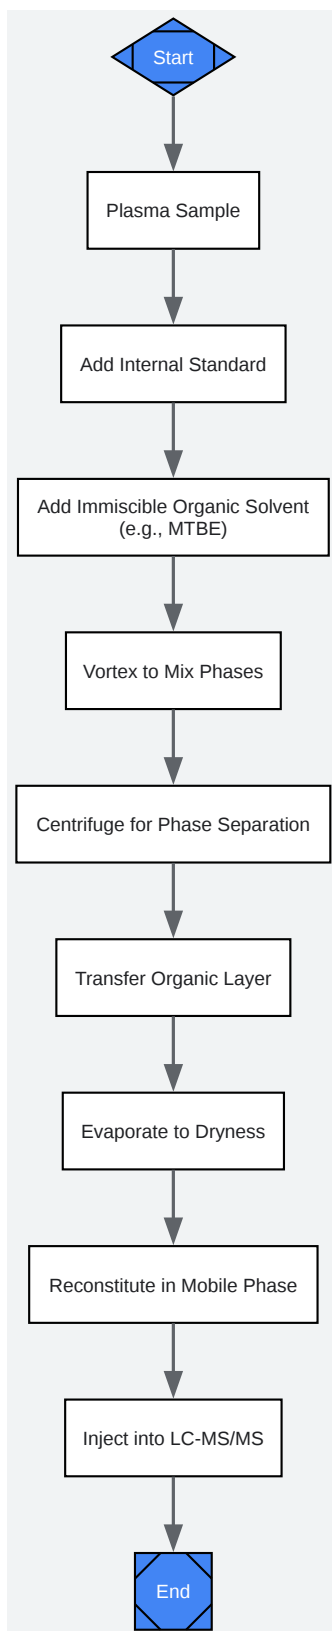 Start
Plasma Sample
Add Internal Standard
Add Immiscible Organic Solvent
(e.g., MTBE)
Vortex to Mix Phases
Centrifuge for Phase Separation
Transfer Organic Layer
Evaporate to Dryness
Reconstitute in Mobile Phase
Inject into LC-MS/MS
End